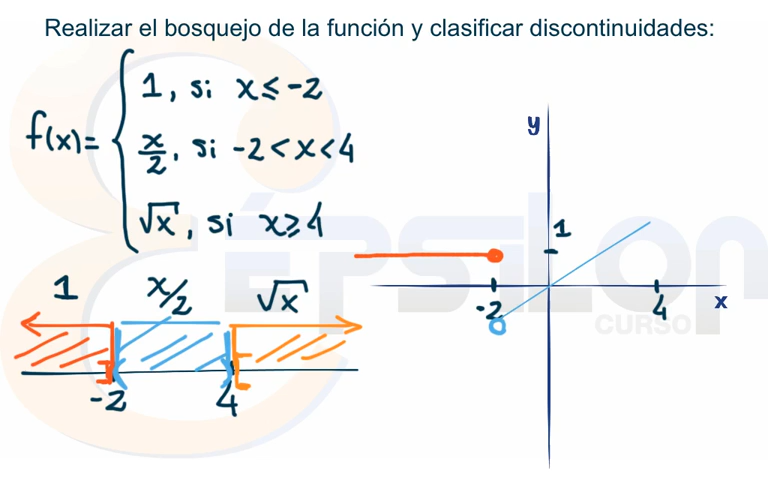 Realizar el bosquejo de la función y clasificar discontinuidades:
1, si x≤-2
f(x)= x/2, si -2<x<4
√x, si x≥4
1 x/2 √x
-2 4
y
1
-2 4 x
ÉPSILON
CURSO